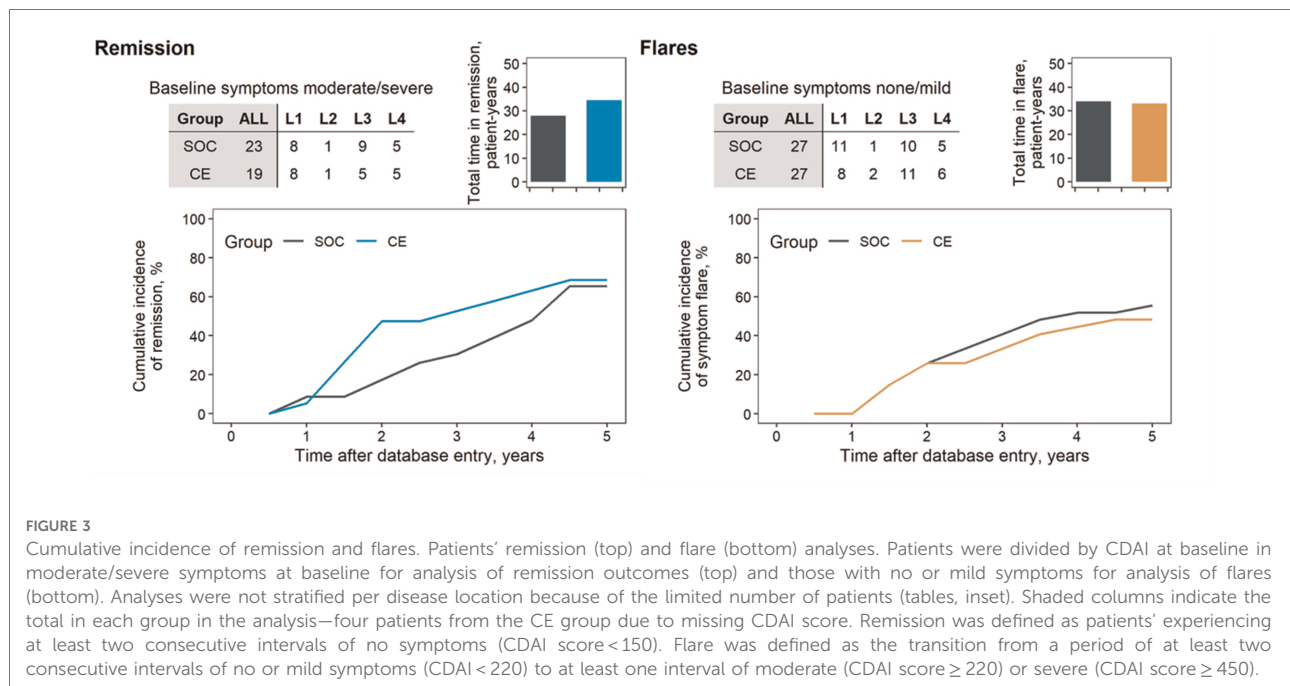 Remission
Baseline symptoms moderate/severe
Group ALL L1 L2 L3 L4
SOC 23 8 1 9 5
CE 19 8 1 5 5
Total time in remission,
patient-years
50
40
30
20
10
0
Cumulative incidence
of remission, %
100
80
60
40
20
0
Group SOC CE
0 1 2 3 4 5
Time after database entry, years
Flares
Baseline symptoms none/mild
Group ALL L1 L2 L3 L4
SOC 27 11 1 10 5
CE 27 8 2 11 6
Total time in flare,
patient-years
50
40
30
20
10
0
Cumulative incidence
of symptom flare, %
100
80
60
40
20
0
Group SOC CE
0 1 2 3 4 5
Time after database entry, years
FIGURE 3
Cumulative incidence of remission and flares. Patients' remission (top) and flare (bottom) analyses. Patients were divided by CDAI at baseline in
moderate/severe symptoms at baseline for analysis of remission outcomes (top) and those with no or mild symptoms for analysis of flares
(bottom). Analyses were not stratified per disease location because of the limited number of patients (tables, inset). Shaded columns indicate the
total in each group in the analysis—four patients from the CE group due to missing CDAI score. Remission was defined as patients' experiencing
at least two consecutive intervals of no symptoms (CDAI score < 150). Flare was defined as the transition from a period of at least two
consecutive intervals of no or mild symptoms (CDAI < 220) to at least one interval of moderate (CDAI score ≥ 220) or severe (CDAI score ≥ 450).